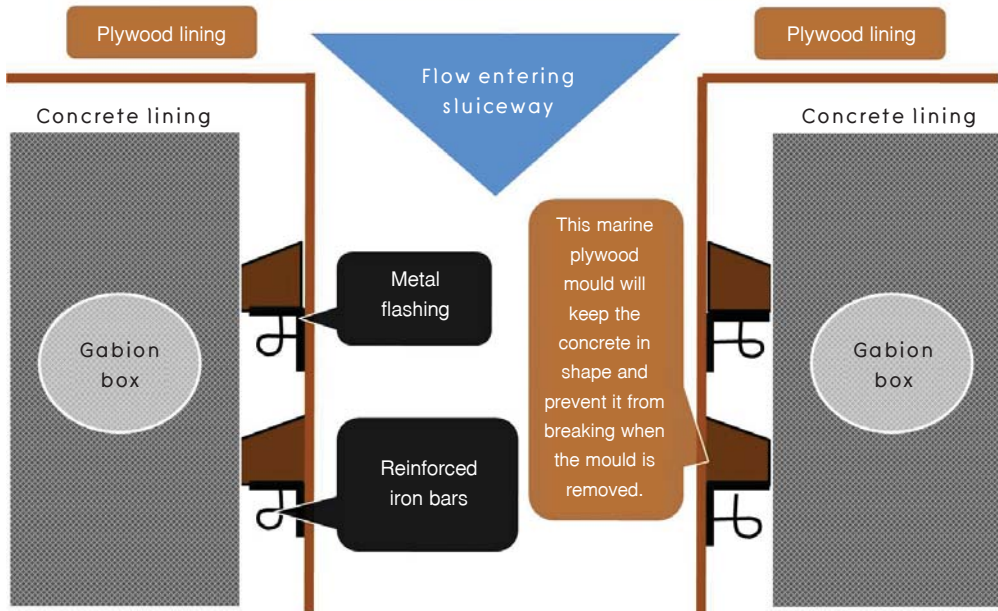 Plywood lining
Flow entering
sluiceway
Plywood lining
Concrete lining
Concrete lining
Metal
flashing
Gabion
box
Reinforced
iron bars
This marine
plywood
mould will
keep the
concrete in
shape and
prevent it from
breaking when
the mould is
removed.
Gabion
box